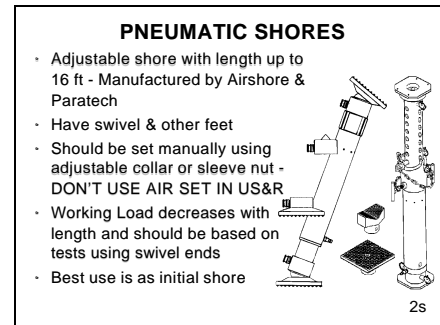 PNEUMATIC SHORES
◦ Adjustable shore with length up to
16 ft - Manufactured by Airshore &
Paratech
◦ Have swivel & other feet
◦ Should be set manually using
adjustable collar or sleeve nut -
DON'T USE AIR SET IN US&R
◦ Working Load decreases with
length and should be based on
tests using swivel ends
◦ Best use is as initial shore
2s